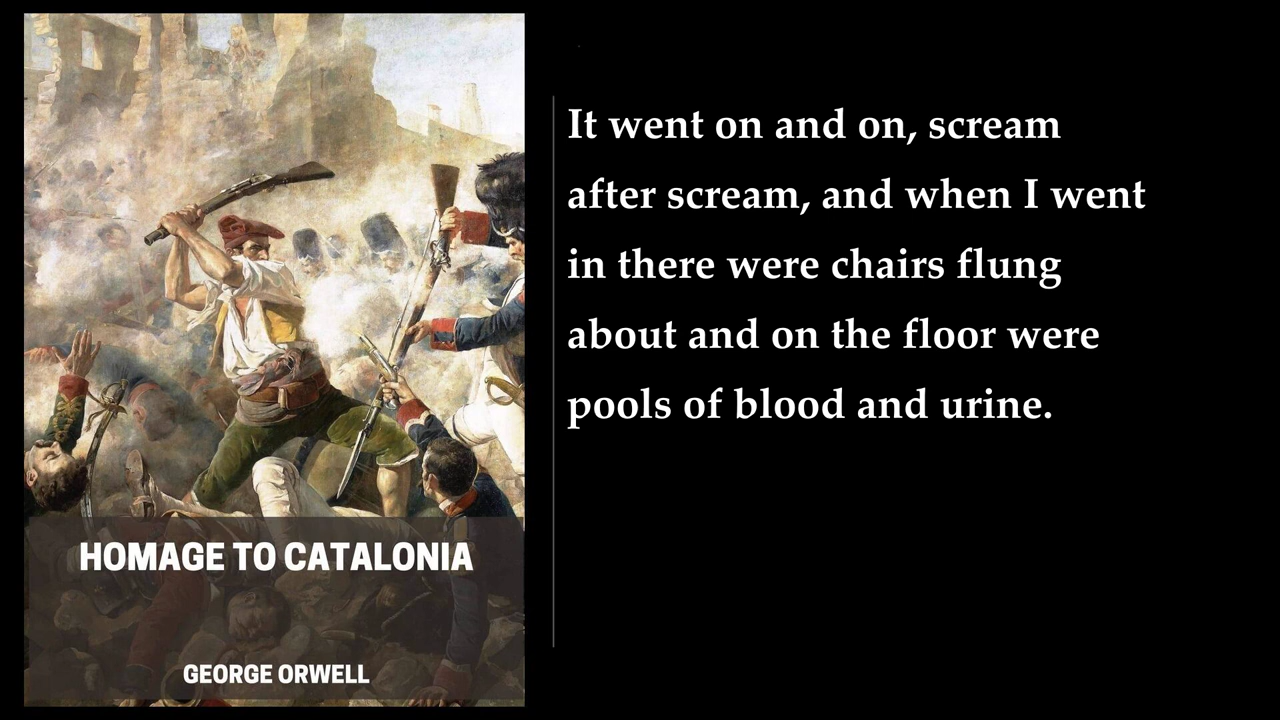 It went on and on, scream
after scream, and when I went
in there were chairs flung
about and on the floor were
pools of blood and urine.
HOMAGE TO CATALONIA
GEORGE ORWELL